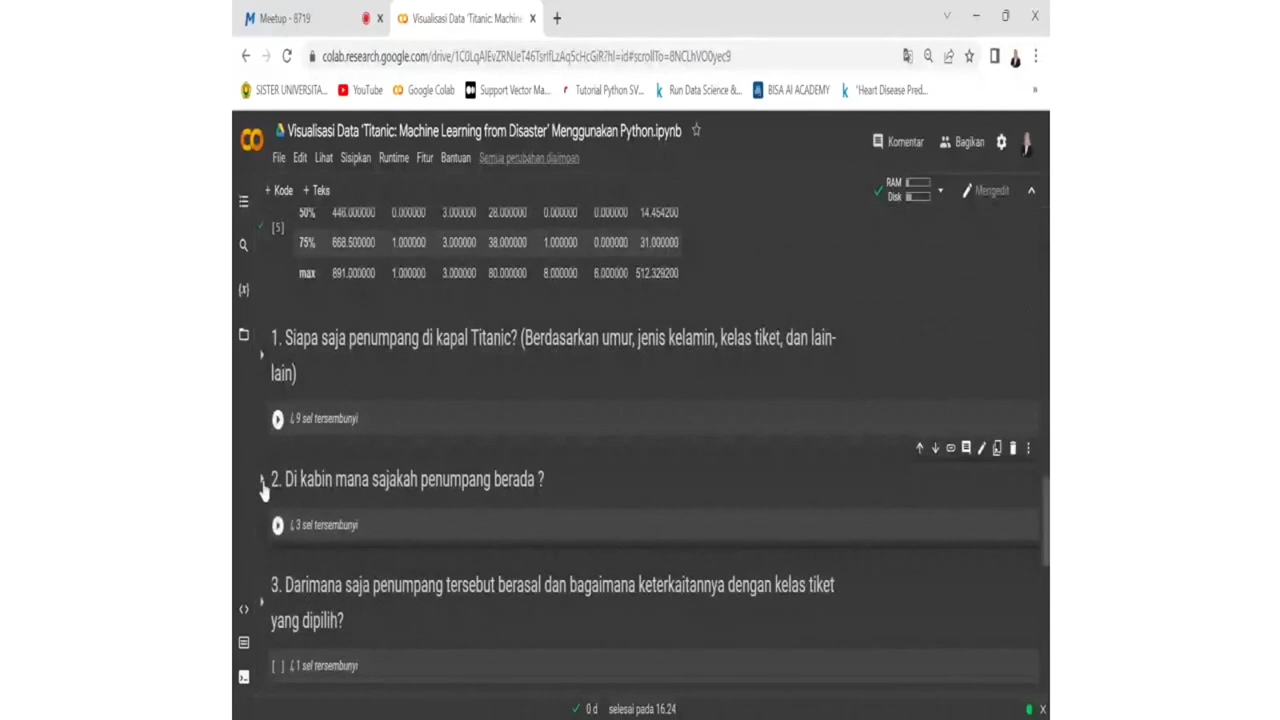 Meetup - 8719
Visualisasi Data 'Titanic: Machin
colab.research.google.com/drive/1C0LqAlEvZRNJeT46TsrIfLzAq5cHcGiR?hl=id#scrollTo=8NCLhVO0yec9
SISTER UNIVERSITA... YouTube Google Colab Support Vector Ma... Tutorial Python SV... Run Data Science &... BISA AI ACADEMY 'Heart Disease Pred... »
Visualisasi Data 'Titanic: Machine Learning from Disaster' Menggunakan Python.ipynb
Komentar Bagikan
File Edit Lihat Sisipkan Runtime Fitur Bantuan Semua perubahan disimpan
+ Kode + Teks
RAM
Disk
Mengedit
50% 446.000000 0.000000 3.000000 28.000000 0.000000 0.000000 14.454200
[5]
75% 668.500000 1.000000 3.000000 38.000000 1.000000 0.000000 31.000000
max 891.000000 1.000000 3.000000 80.000000 8.000000 6.000000 512.329200
{x}
1. Siapa saja penumpang di kapal Titanic? (Berdasarkan umur, jenis kelamin, kelas tiket, dan lain-
lain)
9 sel tersembunyi
2. Di kabin mana sajakah penumpang berada ?
3 sel tersembunyi
3. Darimana saja penumpang tersebut berasal dan bagaimana keterkaitannya dengan kelas tiket
yang dipilih?
[ ] 1 sel tersembunyi
0 d selesai pada 16.24